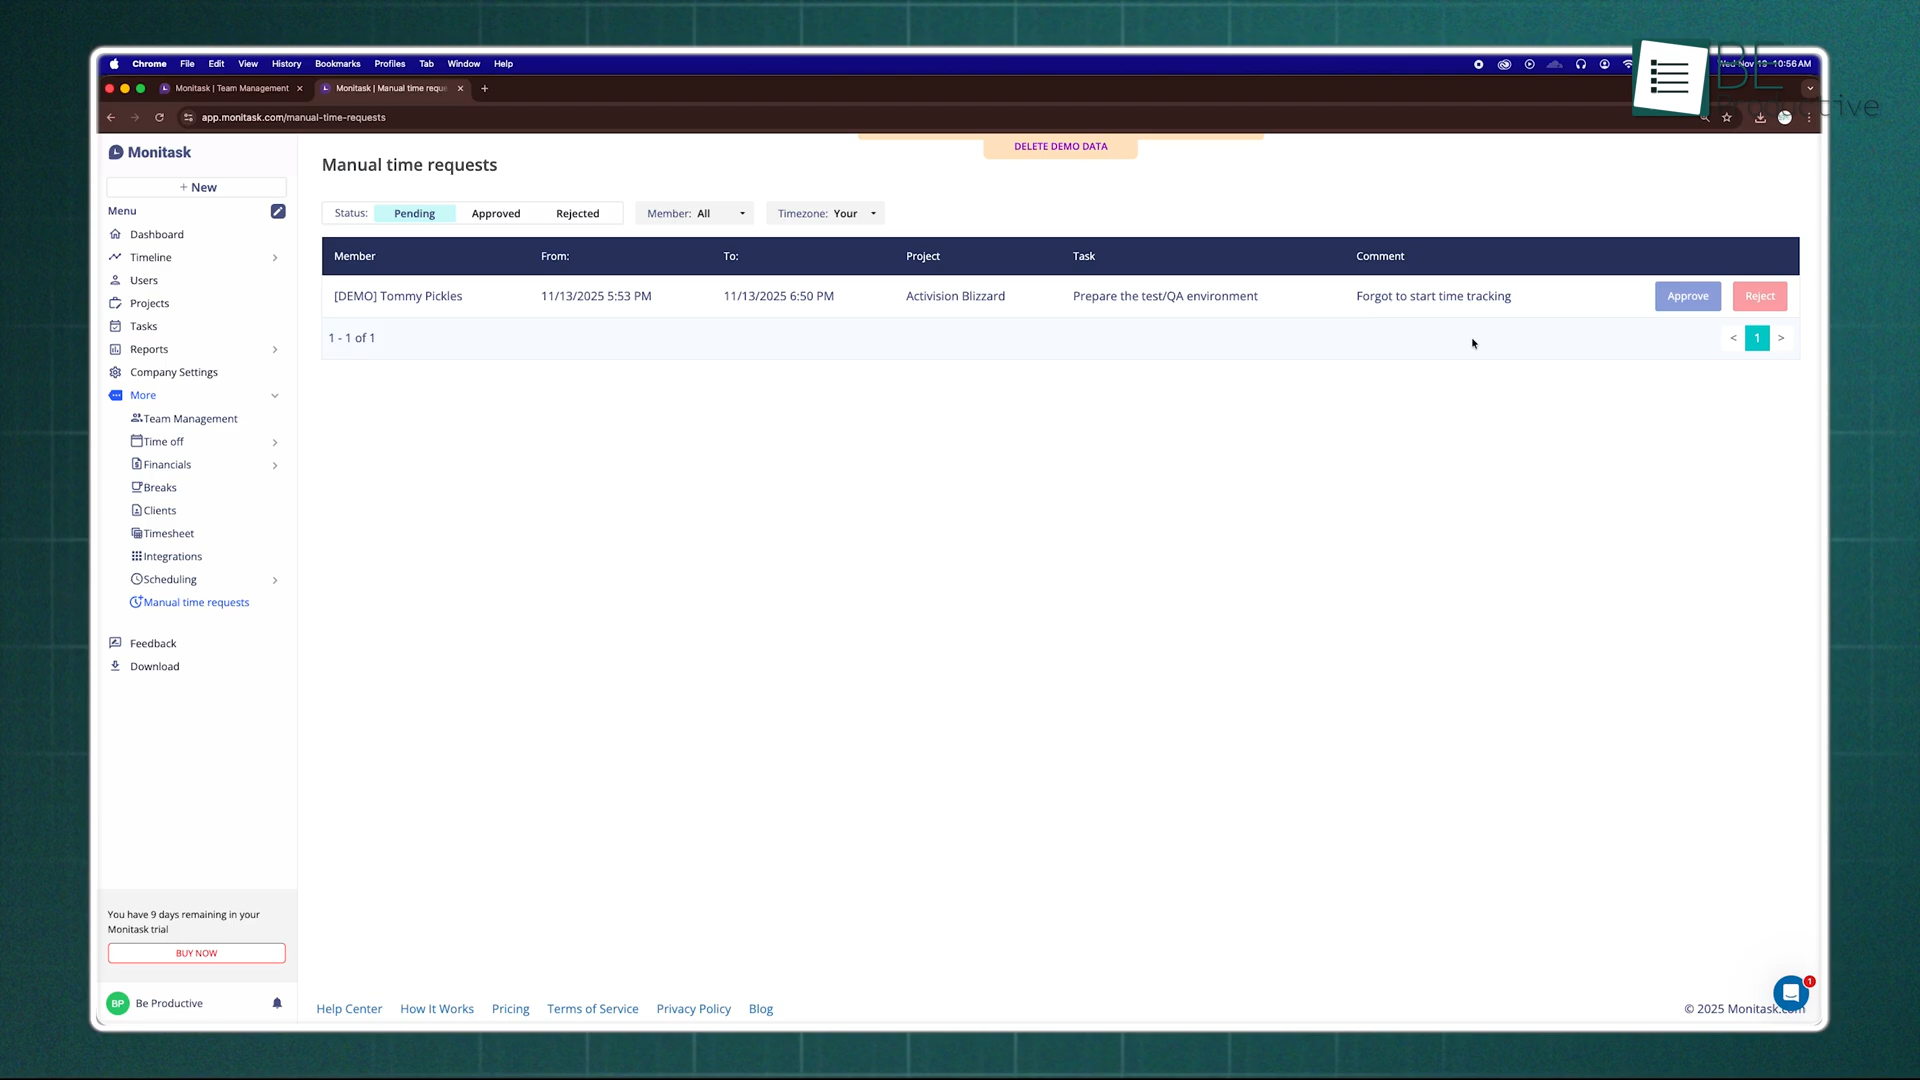 Chrome File Edit View History Bookmarks Profiles Tab Window Help
10:56 AM
BE
Monitask | Team Management
Monitask | Manual time reque
app.monitask.com/manual-time-requests
Monitask
DELETE DEMO DATA
Manual time requests
+ New
Menu
Status: Pending Approved Rejected Member: All Timezone: Your
Dashboard
Timeline
Users
Projects
Tasks
Reports
Company Settings
More
Team Management
Time off
Financials
Breaks
Clients
Timesheet
Integrations
Scheduling
Manual time requests
Feedback
Download
Member From: To: Project Task Comment
[DEMO] Tommy Pickles 11/13/2025 5:53 PM 11/13/2025 6:50 PM Activision Blizzard Prepare the test/QA environment Forgot to start time tracking Approve Reject
1 - 1 of 1 < 1 >
You have 9 days remaining in your
Monitask trial
BUY NOW
BP Be Productive
Help Center How It Works Pricing Terms of Service Privacy Policy Blog
© 2025 Monitask.com
1